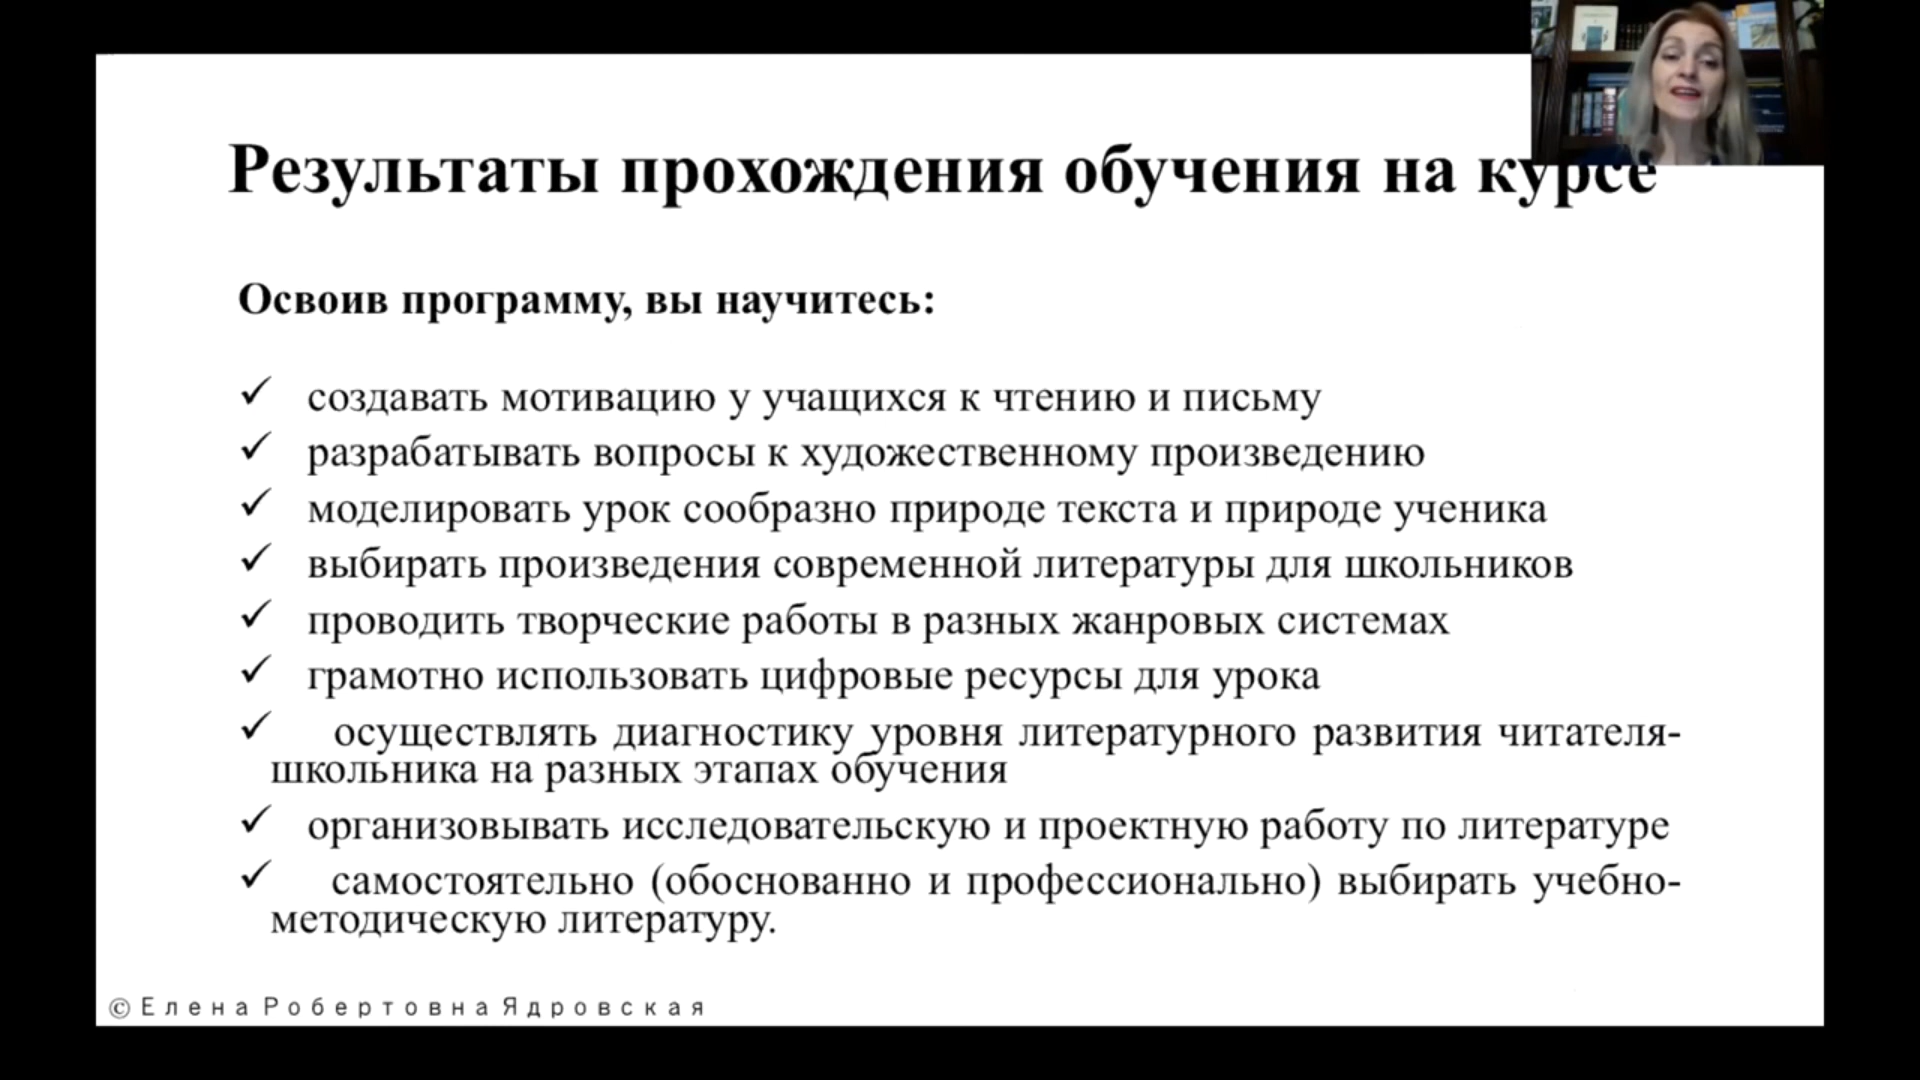 Результаты прохождения обучения на курсе
Освоив программу, вы научитесь:
✓ создавать мотивацию у учащихся к чтению и письму
✓ разрабатывать вопросы к художественному произведению
✓ моделировать урок сообразно природе текста и природе ученика
✓ выбирать произведения современной литературы для школьников
✓ проводить творческие работы в разных жанровых системах
✓ грамотно использовать цифровые ресурсы для урока
✓ осуществлять диагностику уровня литературного развития читателя-
школьника на разных этапах обучения
✓ организовывать исследовательскую и проектную работу по литературе
✓ самостоятельно (обоснованно и профессионально) выбирать учебно-
методическую литературу.
© Елена Робертовна Ядровская